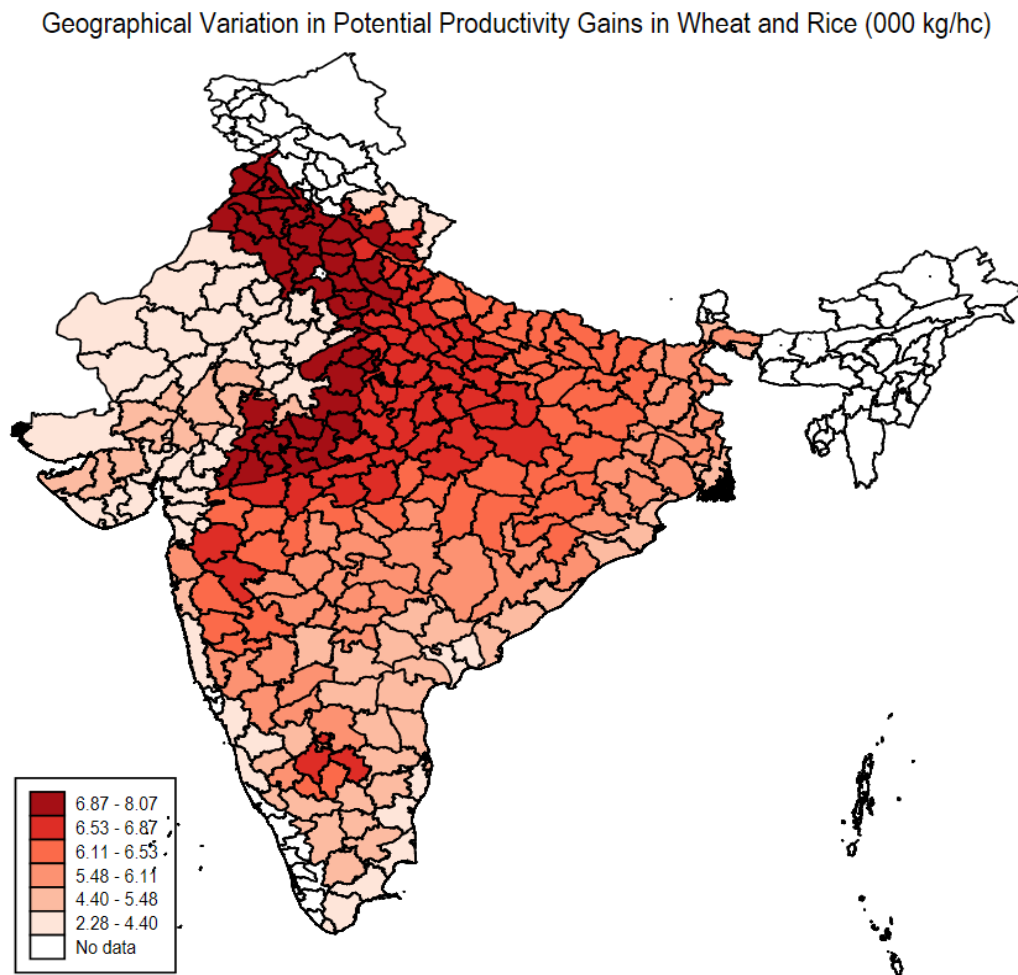 Geographical Variation in Potential Productivity Gains in Wheat and Rice (000 kg/hc)
6.87 - 8.07
6.53 - 6.87
6.11 - 6.53
5.48 - 6.11
4.40 - 5.48
2.28 - 4.40
No data